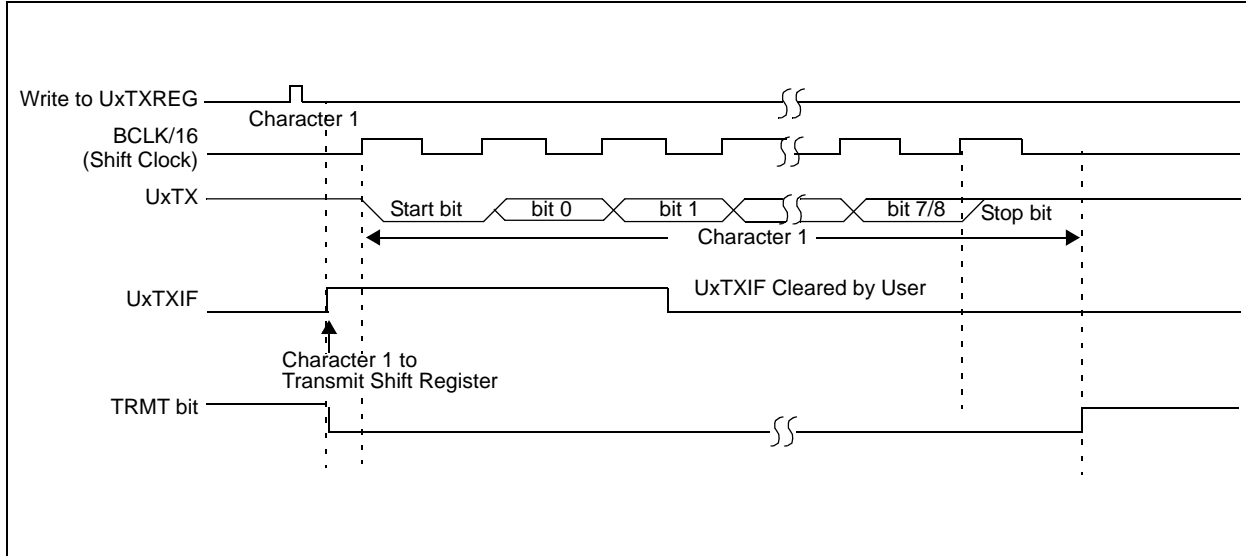 Write to UxTXREG
Character 1
BCLK/16
(Shift Clock)
UxTX
Start bit
bit 0
bit 1
bit 7/8
Stop bit
Character 1
UxTXIF
UxTXIF Cleared by User
Character 1 to
Transmit Shift Register
TRMT bit